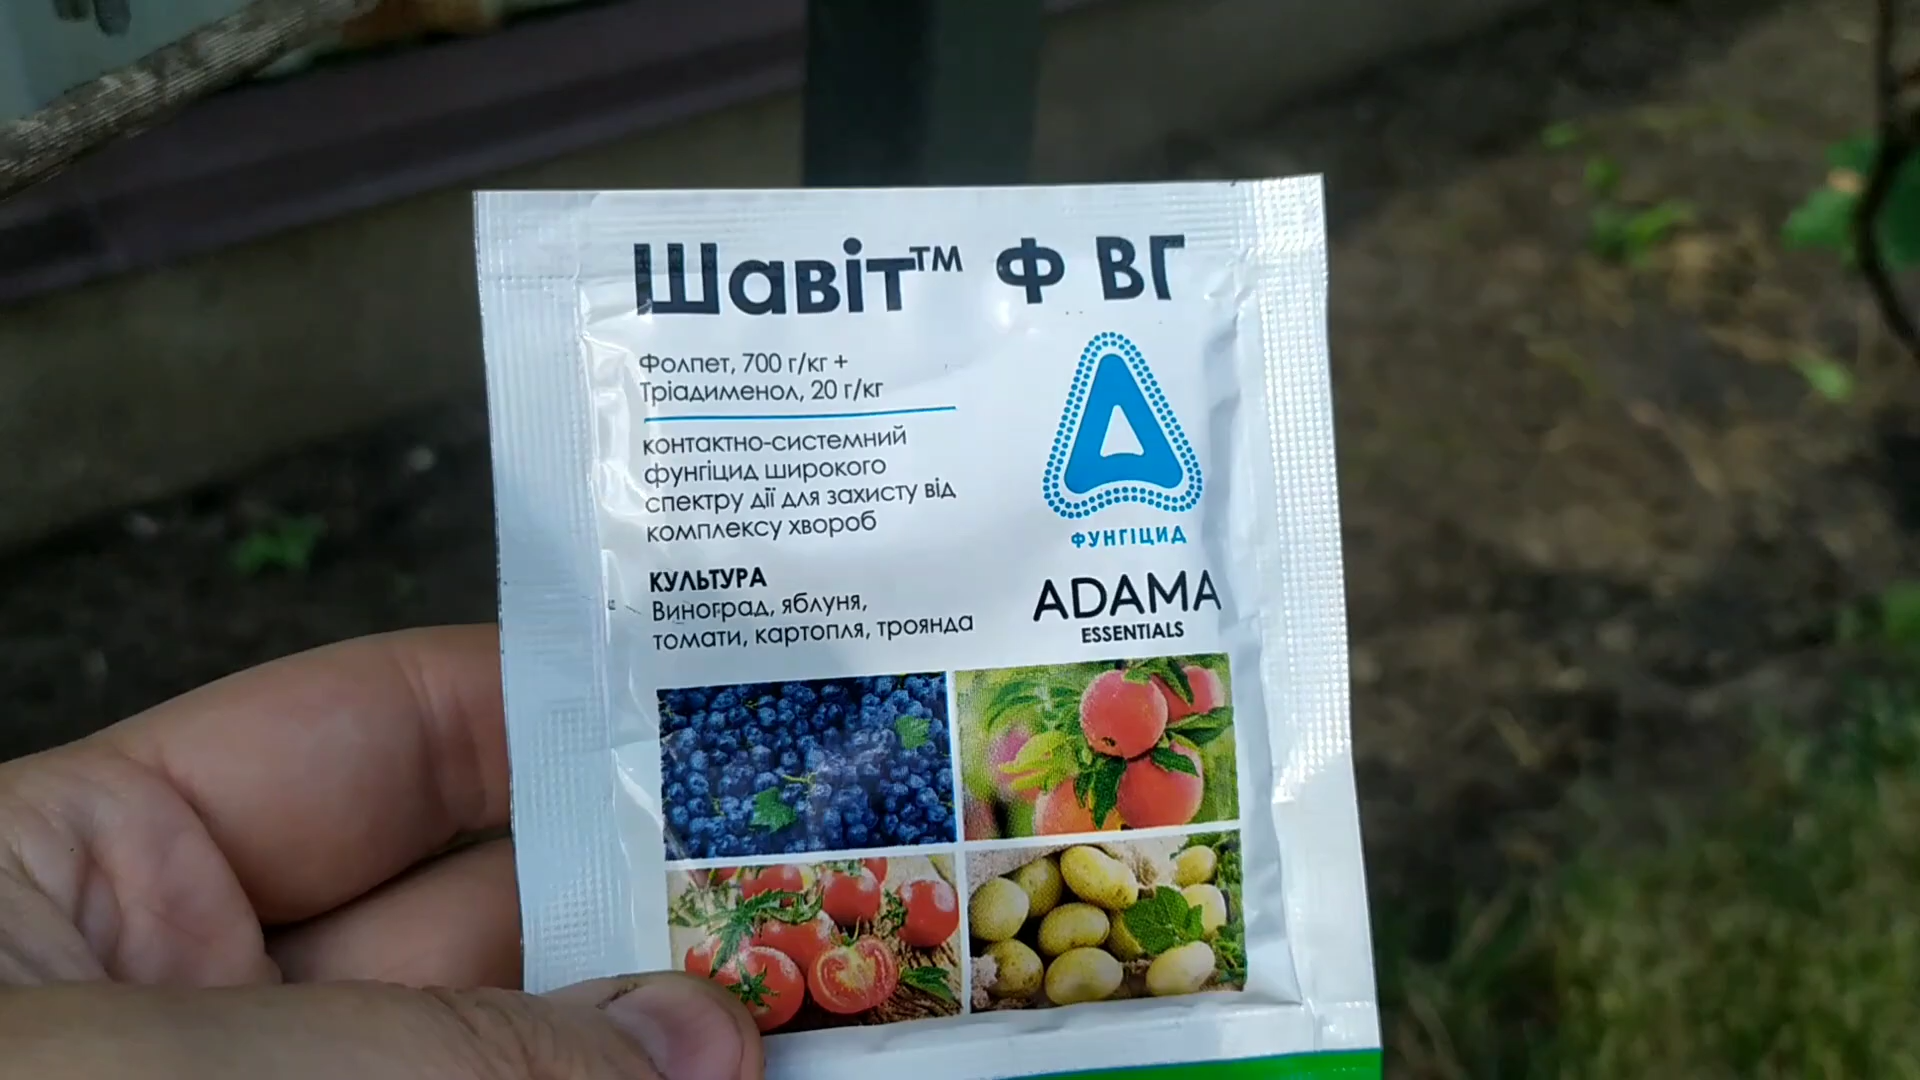 Шавіт™ Ф ВГ
Фолпет, 700 г/кг +
Тріадименол, 20 г/кг
контактно-системний
фунгіцид широкого
спектру дії для захисту від
комплексу хвороб
КУЛЬТУРА
Виноград, яблуня,
томати, картопля, троянда
ФУНГІЦИД
ADAMA
ESSENTIALS